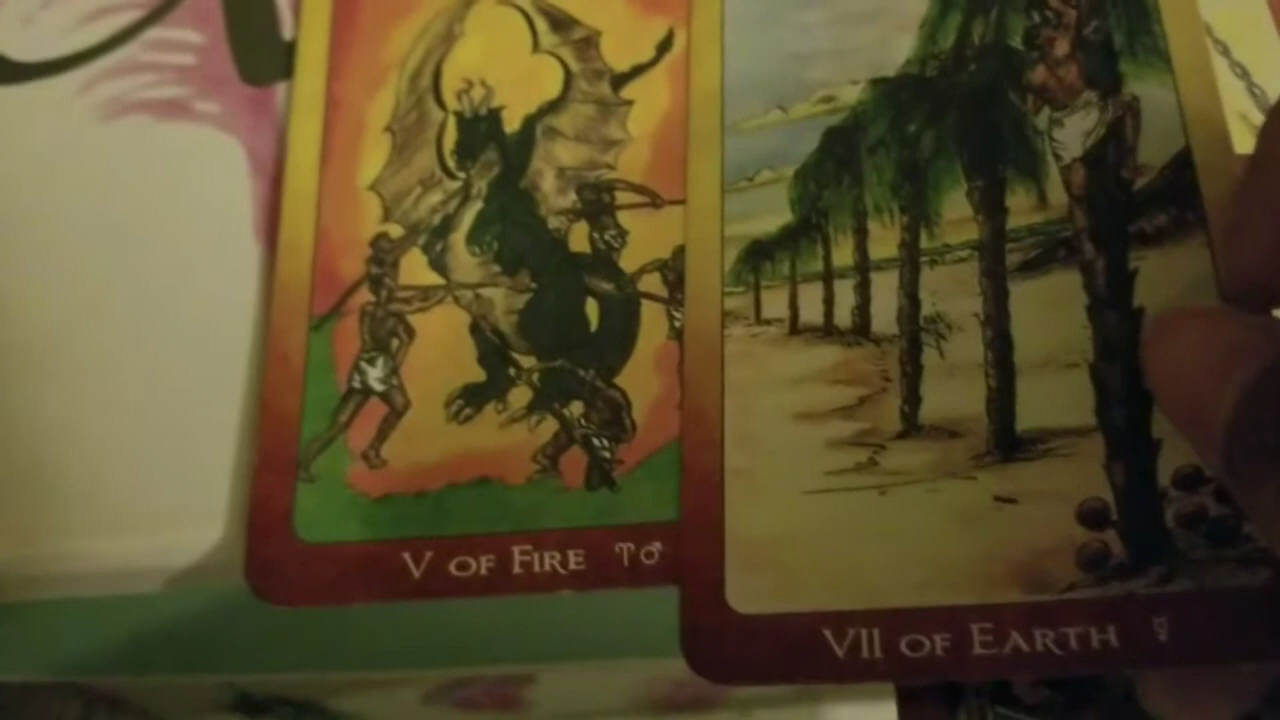 V OF FIRE ♈♂
VII OF EARTH ☿